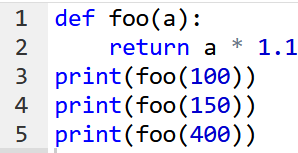 1 def foo(a):
2     return a * 1.1
3 print(foo(100))
4 print(foo(150))
5 print(foo(400))